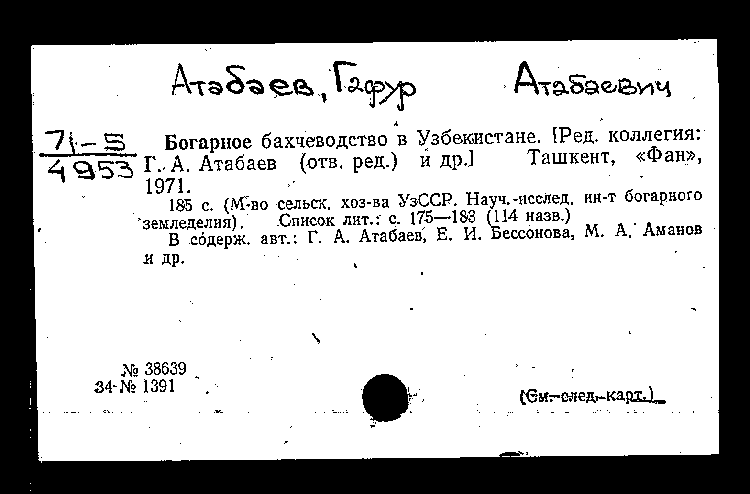 Атабаев, Гафур Атабаевич
71-5
4953
Богарное бахчеводство в Узбекистане. [Ред. коллегия:
Г. А. Атабаев (отв. ред.) и др.] Ташкент, «Фан»,
1971.
185 с. (М-во сельск. хоз-ва УзССР. Науч.-исслед. ин-т богарного
земледелия). Список лит.: с. 175—183 (114 назв.)
В содерж. авт.: Г. А. Атабаев, Е. И. Бессонова, М. А. Аманов
и др.
№ 38639
34-№ 1391
(См. след. карт.)